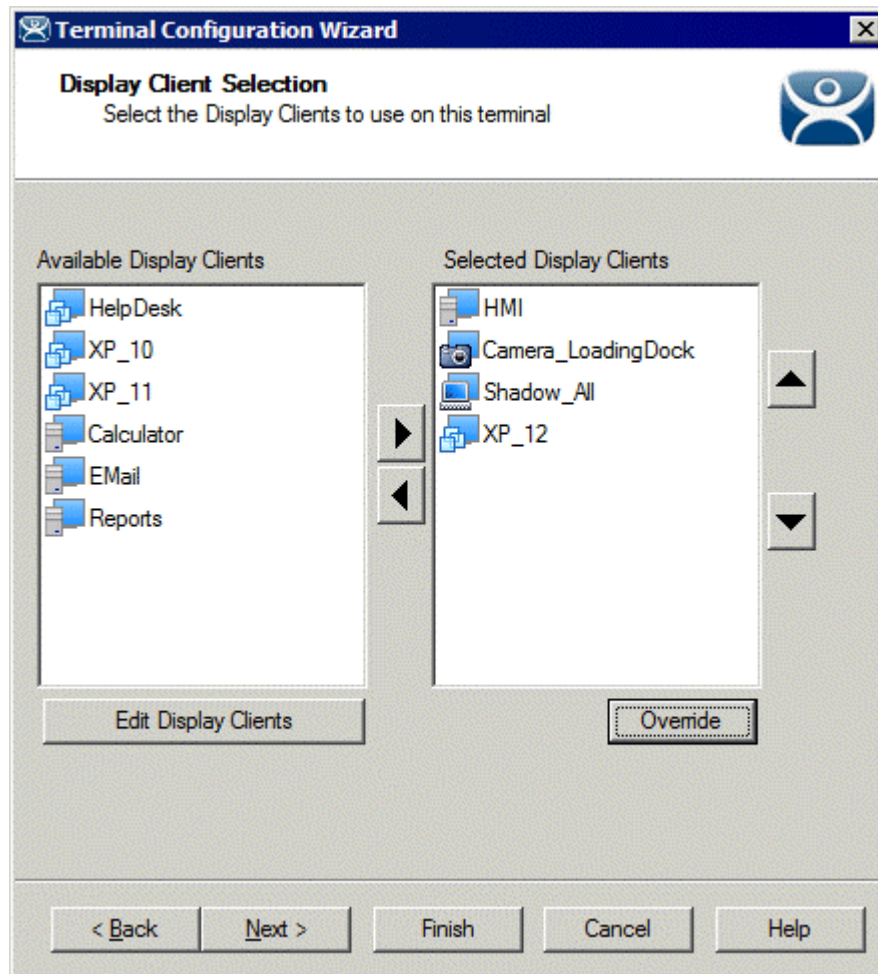 Terminal Configuration Wizard
Display Client Selection
Select the Display Clients to use on this terminal
Available Display Clients
HelpDesk
XP_10
XP_11
Calculator
EMail
Reports
Edit Display Clients
Selected Display Clients
HMI
Camera_LoadingDock
Shadow_All
XP_12
Override
< Back
Next >
Finish
Cancel
Help